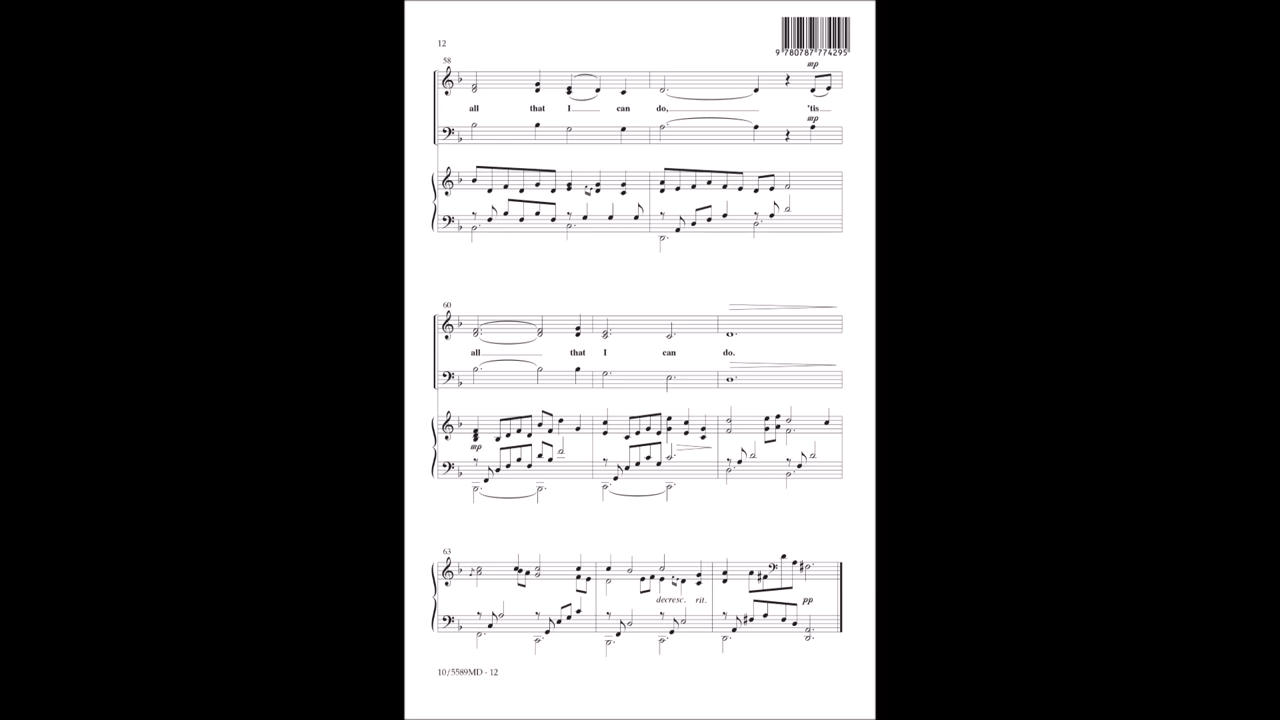 9 780787 774295
12
58
mp
all that I can do, 'tis
mp
60
all that I can do.
mp
63
decresc. rit.
pp
10/5589MD - 12